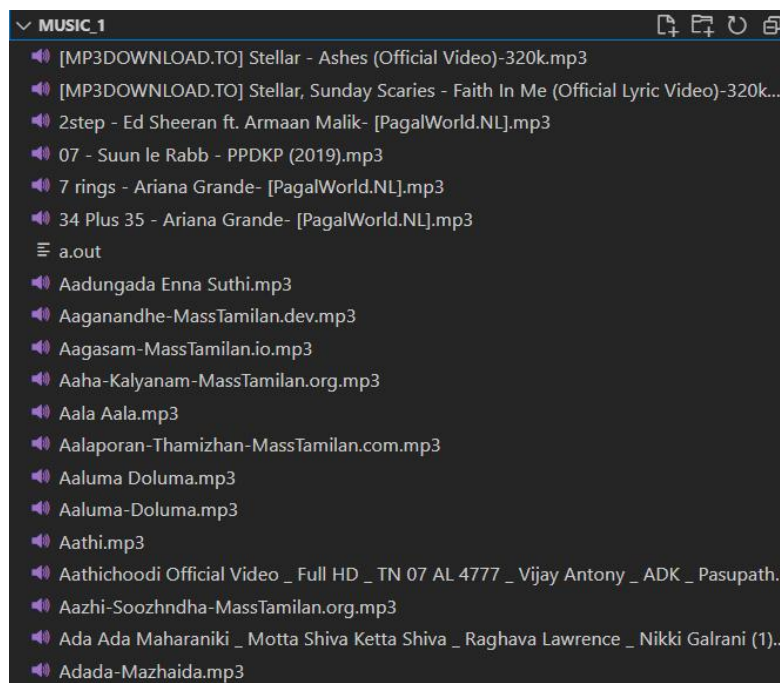 MUSIC_1
[MP3DOWNLOAD.TO] Stellar - Ashes (Official Video)-320k.mp3
[MP3DOWNLOAD.TO] Stellar, Sunday Scaries - Faith In Me (Official Lyric Video)-320k...
2step - Ed Sheeran ft. Armaan Malik- [PagalWorld.NL].mp3
07 - Suun le Rabb - PPDKP (2019).mp3
7 rings - Ariana Grande- [PagalWorld.NL].mp3
34 Plus 35 - Ariana Grande- [PagalWorld.NL].mp3
a.out
Aadungada Enna Suthi.mp3
Aaganandhe-MassTamilan.dev.mp3
Aagasam-MassTamilan.io.mp3
Aaha-Kalyanam-MassTamilan.org.mp3
Aala Aala.mp3
Aalaporan-Thamizhan-MassTamilan.com.mp3
Aaluma Doluma.mp3
Aaluma-Doluma.mp3
Aathi.mp3
Aathichoodi Official Video _ Full HD _ TN 07 AL 4777 _ Vijay Antony _ ADK _ Pasupath.
Aazhi-Soozhndha-MassTamilan.org.mp3
Ada Ada Maharaniki _ Motta Shiva Ketta Shiva _ Raghava Lawrence _ Nikki Galrani (1)..
Adada-Mazhaida.mp3